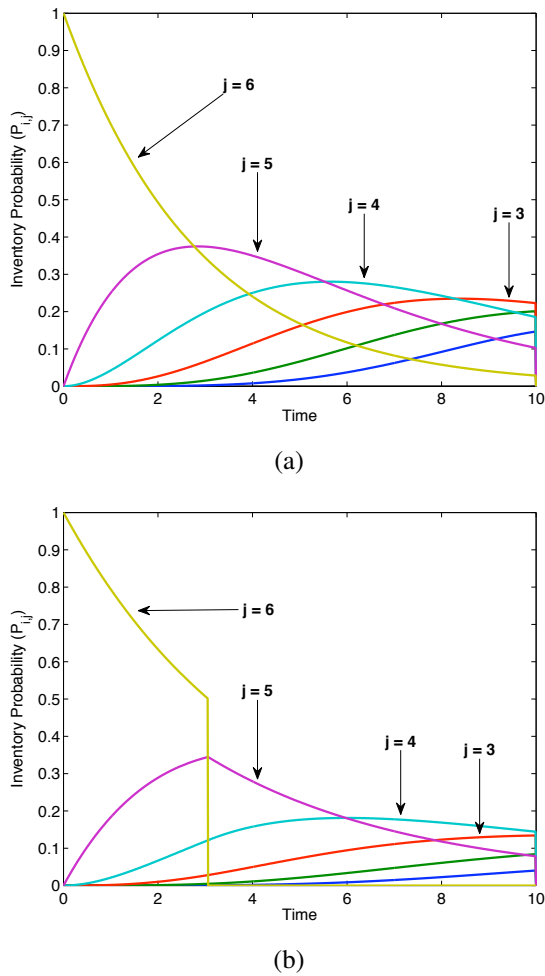 1
0.9
0.8
0.7
0.6
0.5
0.4
0.3
0.2
0.1
0
Inventory Probability (P_{i,j})
j = 6
j = 5
j = 4
j = 3
0 2 4 6 8 10
Time
(a)
1
0.9
0.8
0.7
0.6
0.5
0.4
0.3
0.2
0.1
0
Inventory Probability (P_{i,j})
j = 6
j = 5
j = 4
j = 3
0 2 4 6 8 10
Time
(b)